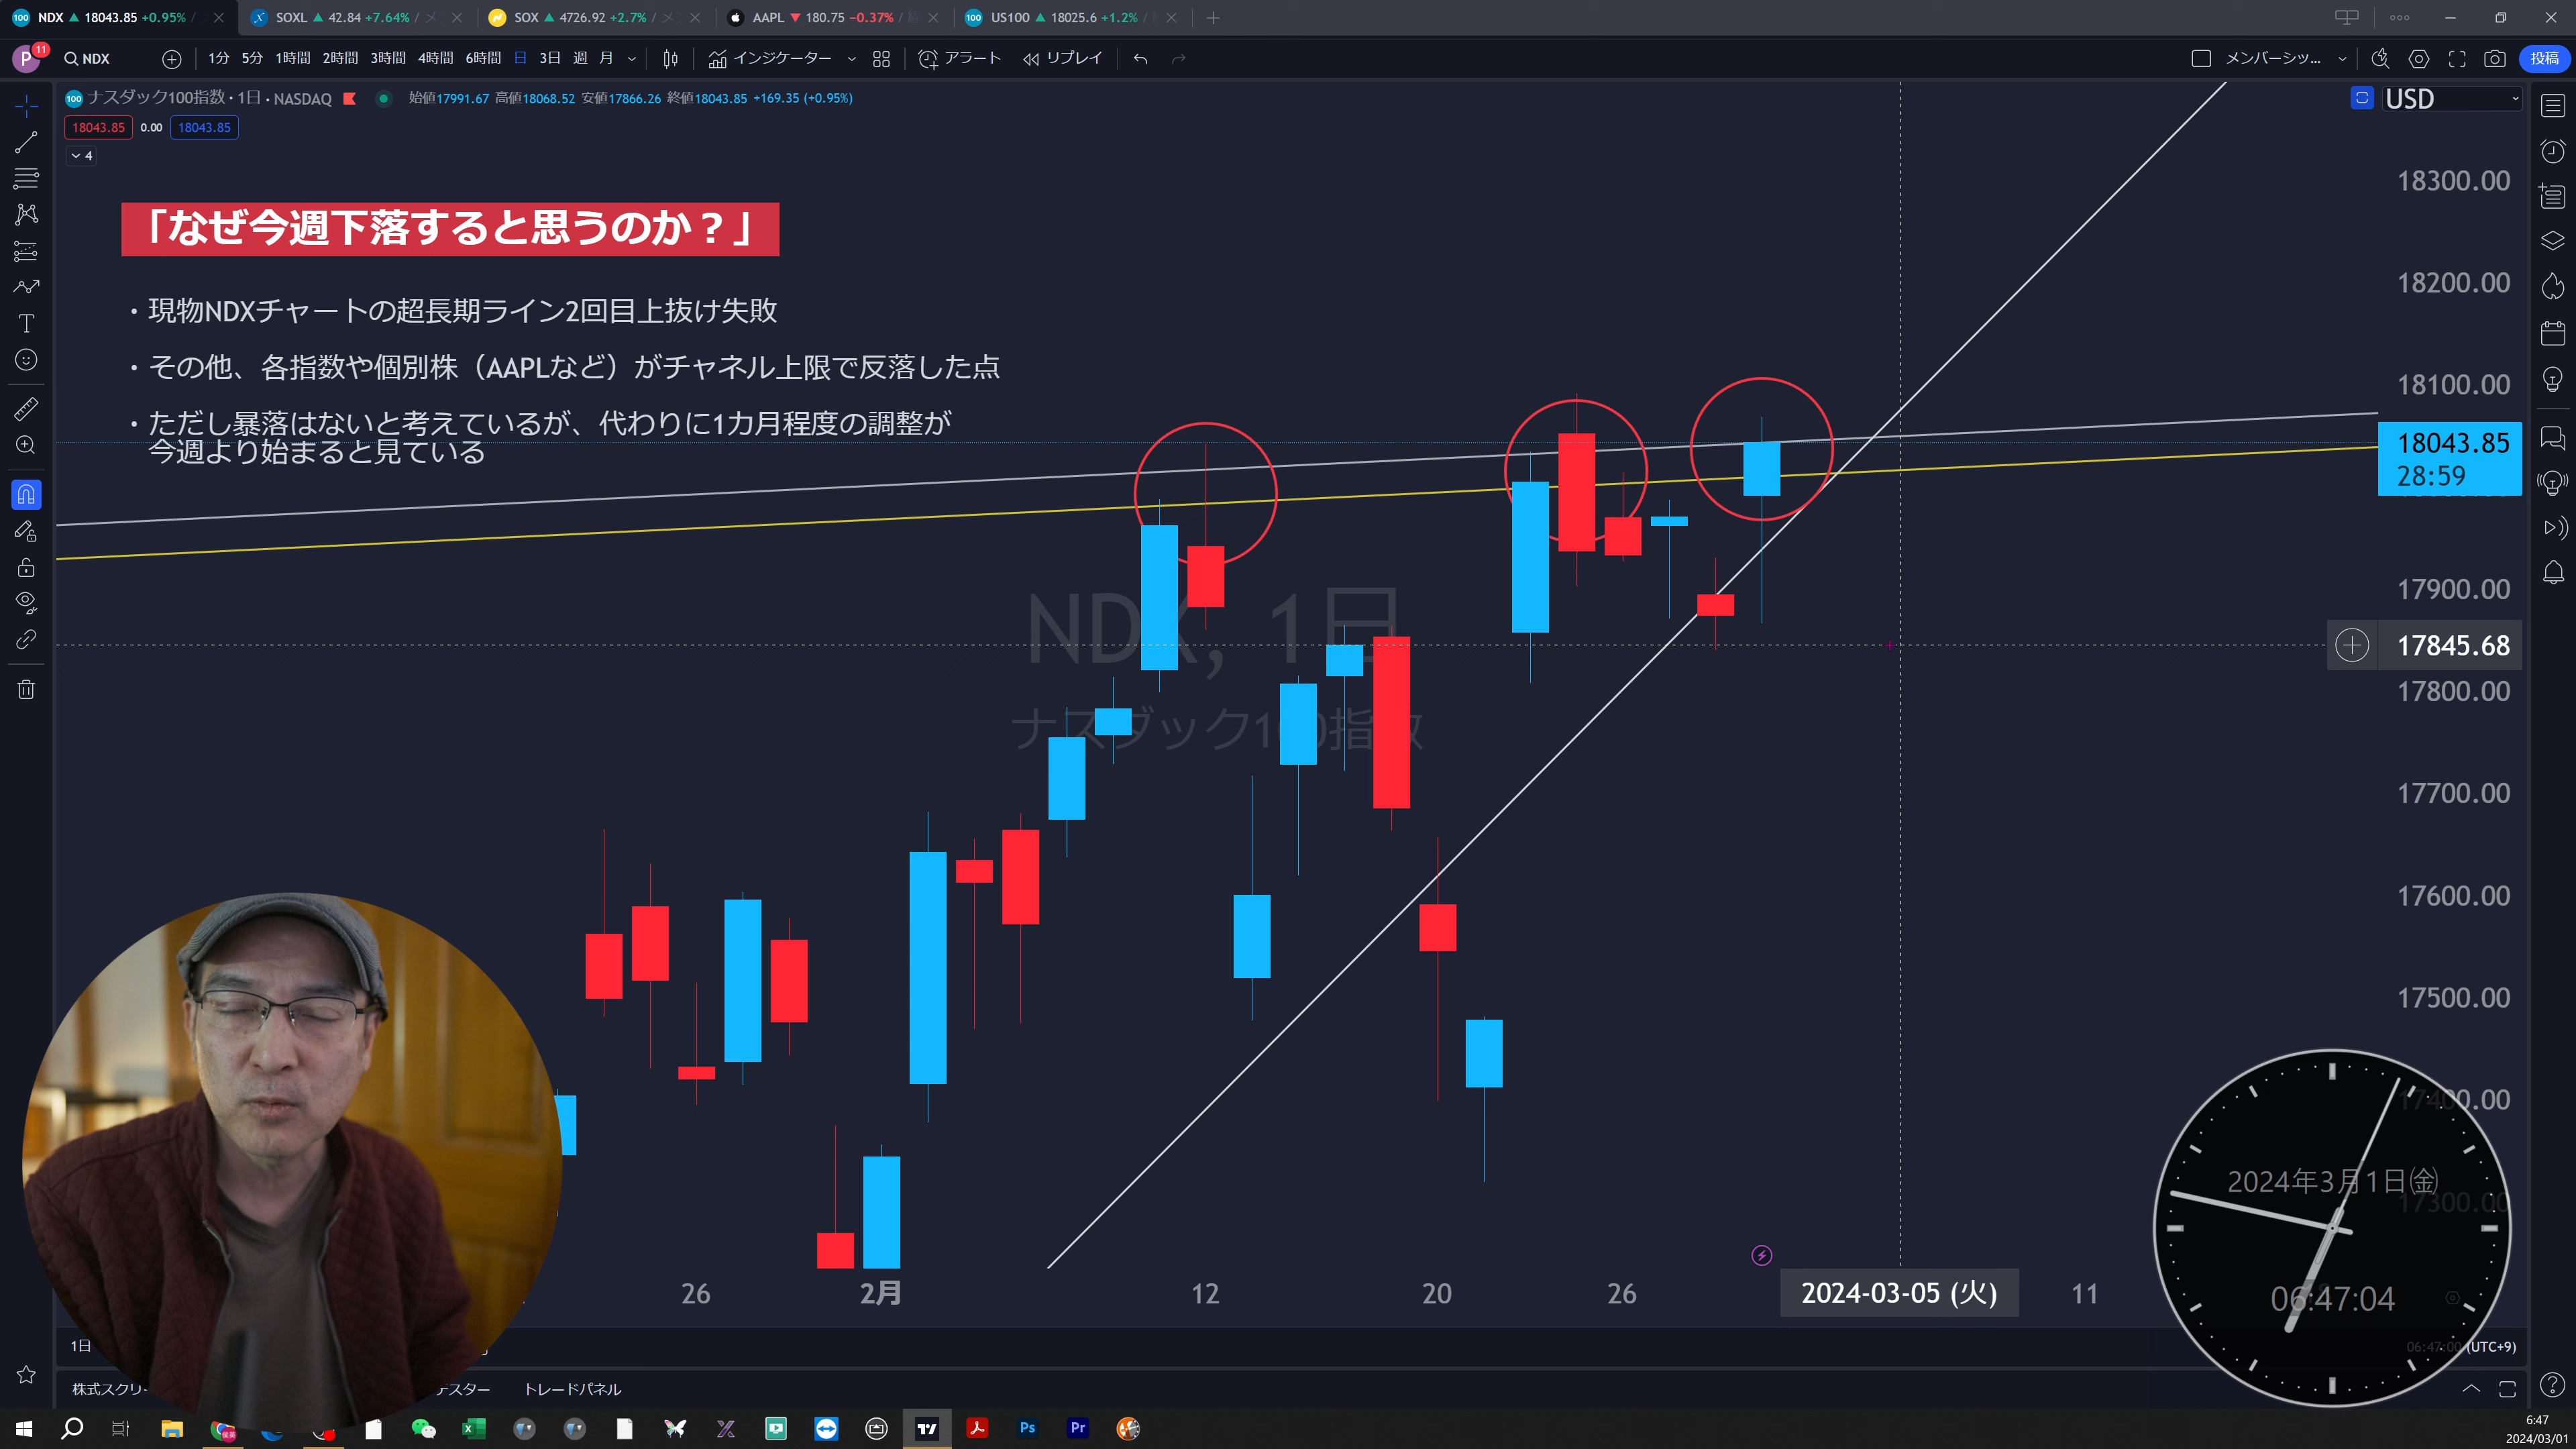 NDX ▲ 18043.85 +0.95% /
SOXL ▲ 42.84 +7.64% /
SOX ▲ 4726.92 +2.7% /
AAPL ▼ 180.75 −0.37% /
US100 ▲ 18025.6 +1.2% /
P 11
NDX
1分 5分 1時間 2時間 3時間 4時間 6時間 日 3日 週 月
インジケーター
アラート
リプレイ
メンバーシッ...
投稿
100 ナスダック100指数・1日・NASDAQ
始値17991.67 高値18068.52 安値17866.26 終値18043.85 +169.35 (+0.95%)
USD
18043.85 0.00 18043.85
4
「なぜ今週下落すると思うのか？」
・現物NDXチャートの超長期ライン2回目上抜け失敗
・その他、各指数や個別株（AAPLなど）がチャネル上限で反落した点
・ただし暴落はないと考えているが、代わりに1カ月程度の調整が
今週より始まると見ている
NDX, 1日
ナスダック100指数
18300.00
18200.00
18100.00
18043.85
28:59
17900.00
17845.68
17800.00
17700.00
17600.00
17500.00
17400.00
17300.00
2024年3月1日㈮
06:47:04
26 2月 12 20 26 2024-03-05 (火) 11
1日
06:47:00 (UTC+9)
株式スクリー
テスター
トレードパネル
Ps
Pr
6:47
2024/03/01